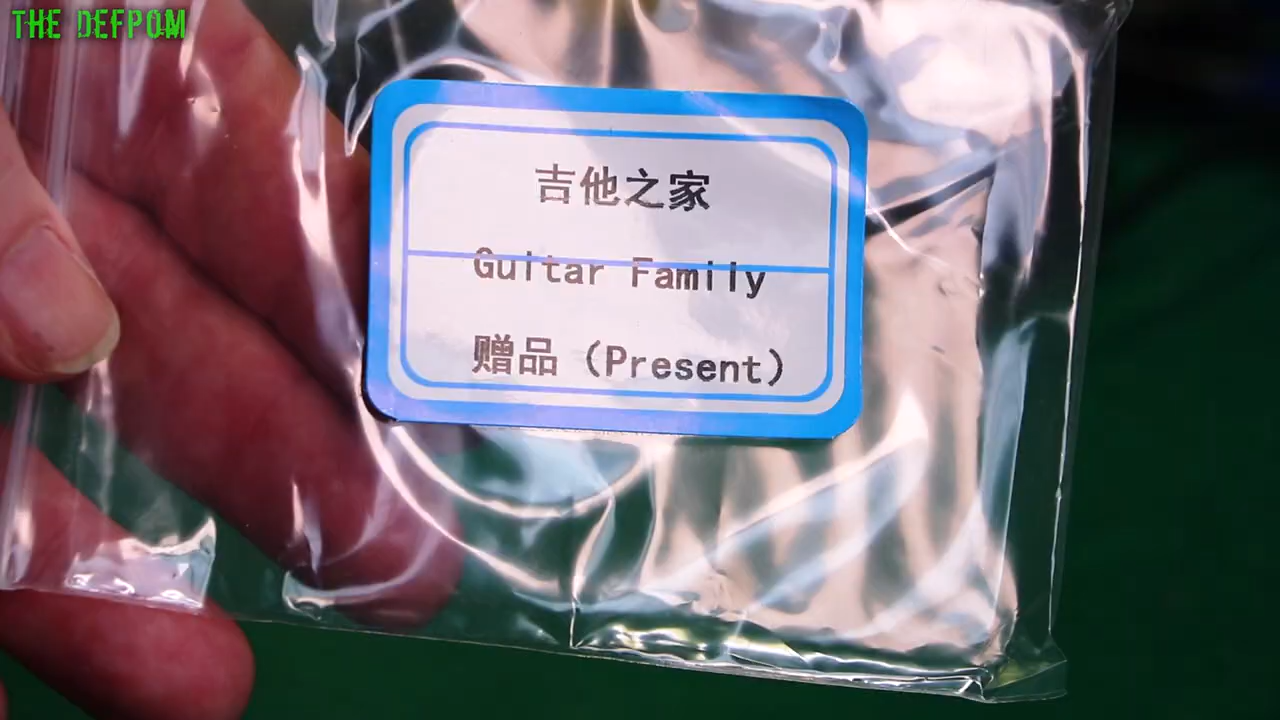 THE DEFPOM
吉他之家
Guitar Family
赠品（Present）